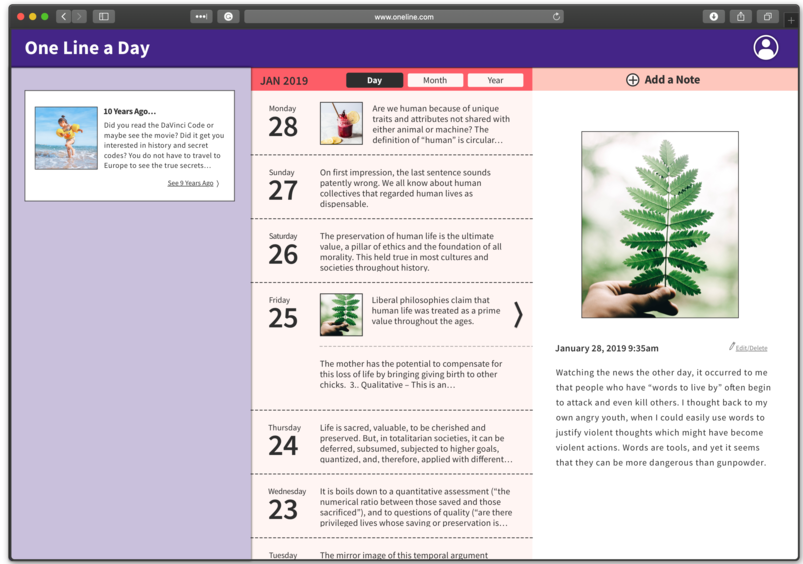 www.oneline.com
One Line a Day
10 Years Ago...
Did you read the DaVinci Code or
maybe see the movie? Did it get you
interested in history and secret
codes? You do not have to travel to
Europe to see the true secrets...
See 9 Years Ago
JAN 2019
Day
Month
Year
Monday
28
Are we human because of unique
traits and attributes not shared with
either animal or machine? The
definition of "human" is circular...
Sunday
27
On first impression, the last sentence sounds
patently wrong. We all know about human
collectives that regarded human lives as
dispensable.
Saturday
26
The preservation of human life is the ultimate
value, a pillar of ethics and the foundation of all
morality. This held true in most cultures and
societies throughout history.
Friday
25
Liberal philosophies claim that
human life was treated as a prime
value throughout the ages.
The mother has the potential to compensate for
this loss of life by bringing giving birth to other
chicks. 3.. Qualitative – This is an...
Thursday
24
Life is sacred, valuable, to be cherished and
preserved. But, in totalitarian societies, it can be
deferred, subsumed, subjected to higher goals,
quantized, and, therefore, applied with different...
Wednesday
23
It is boils down to a quantitative assessment ("the
numerical ratio between those saved and those
sacrificed"), and to questions of quality ("are there
privileged lives whose saving or preservation is...
Tuesday
The mirror image of this temporal argument
Add a Note
January 28, 2019 9:35am
Edit/Delete
Watching the news the other day, it occurred to me
that people who have "words to live by" often begin
to attack and even kill others. I thought back to my
own angry youth, when I could easily use words to
justify violent thoughts which might have become
violent actions. Words are tools, and yet it seems
that they can be more dangerous than gunpowder.